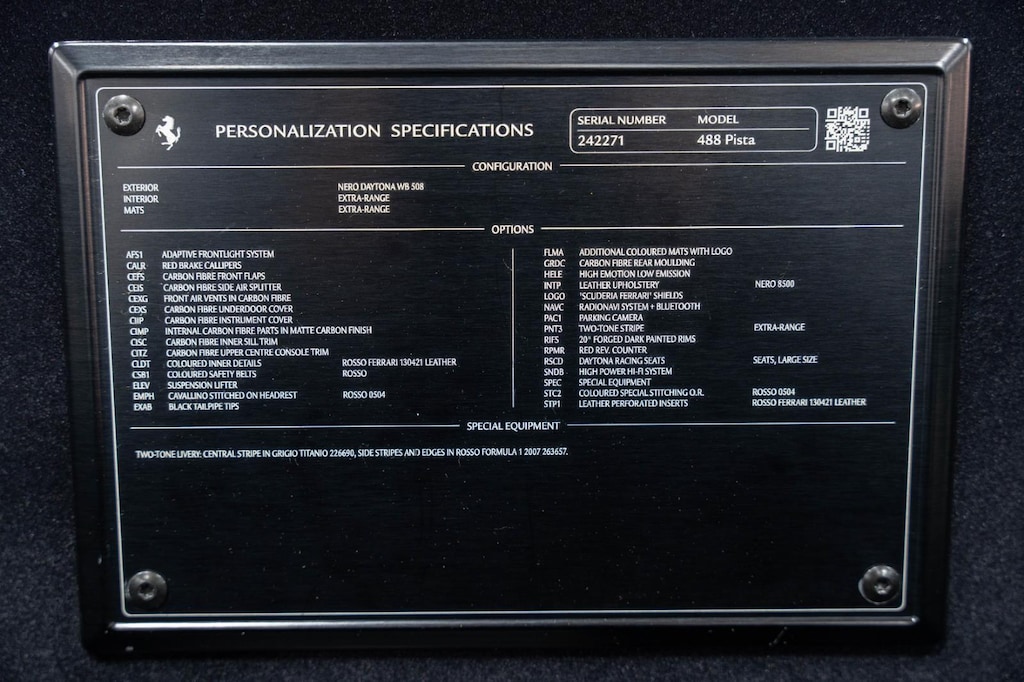 PERSONALIZATION SPECIFICATIONS
SERIAL NUMBER MODEL
242271 488 Pista
CONFIGURATION
EXTERIOR NERO DAYTONA WB 508
INTERIOR EXTRA-RANGE
MATS EXTRA-RANGE
OPTIONS
AFS1 ADAPTIVE FRONTLIGHT SYSTEM
CALR RED BRAKE CALLIPERS
CEFS CARBON FIBRE FRONT FLAPS
CEIS CARBON FIBRE SIDE AIR SPLITTER
CEXG FRONT AIR VENTS IN CARBON FIBRE
CEXS CARBON FIBRE UNDERDOOR COVER
CIIP CARBON FIBRE INSTRUMENT COVER
CIMP INTERNAL CARBON FIBRE PARTS IN MATTE CARBON FINISH
CISC CARBON FIBRE INNER SILL TRIM
CITZ CARBON FIBRE UPPER CENTRE CONSOLE TRIM
CLDT COLOURED INNER DETAILS ROSSO FERRARI 130421 LEATHER
CSB1 COLOURED SAFETY BELTS ROSSO
ELEV SUSPENSION LIFTER
EMPH CAVALLINO STITCHED ON HEADREST ROSSO 0504
EXAB BLACK TAILPIPE TIPS
FLMA ADDITIONAL COLOURED MATS WITH LOGO
GRDC CARBON FIBRE REAR MOULDING
HELE HIGH EMOTION LOW EMISSION
INTP LEATHER UPHOLSTERY NERO 8500
LOGO "SCUDERIA FERRARI" SHIELDS
NAVC RADIONAVI SYSTEM + BLUETOOTH
PAC1 PARKING CAMERA
PNT3 TWO-TONE STRIPE EXTRA-RANGE
RIFS 20" FORGED DARK PAINTED RIMS
RPMR RED REV. COUNTER
RSCD DAYTONA RACING SEATS SEATS, LARGE SIZE
SNDB HIGH POWER HI-FI SYSTEM
SPEC SPECIAL EQUIPMENT
STC2 COLOURED SPECIAL STITCHING O.R. ROSSO 0504
STP1 LEATHER PERFORATED INSERTS ROSSO FERRARI 130421 LEATHER
SPECIAL EQUIPMENT
TWO-TONE LIVERY: CENTRAL STRIPE IN GRIGIO TITANIO 226690, SIDE STRIPES AND EDGES IN ROSSO FORMULA 1 2007 263657.